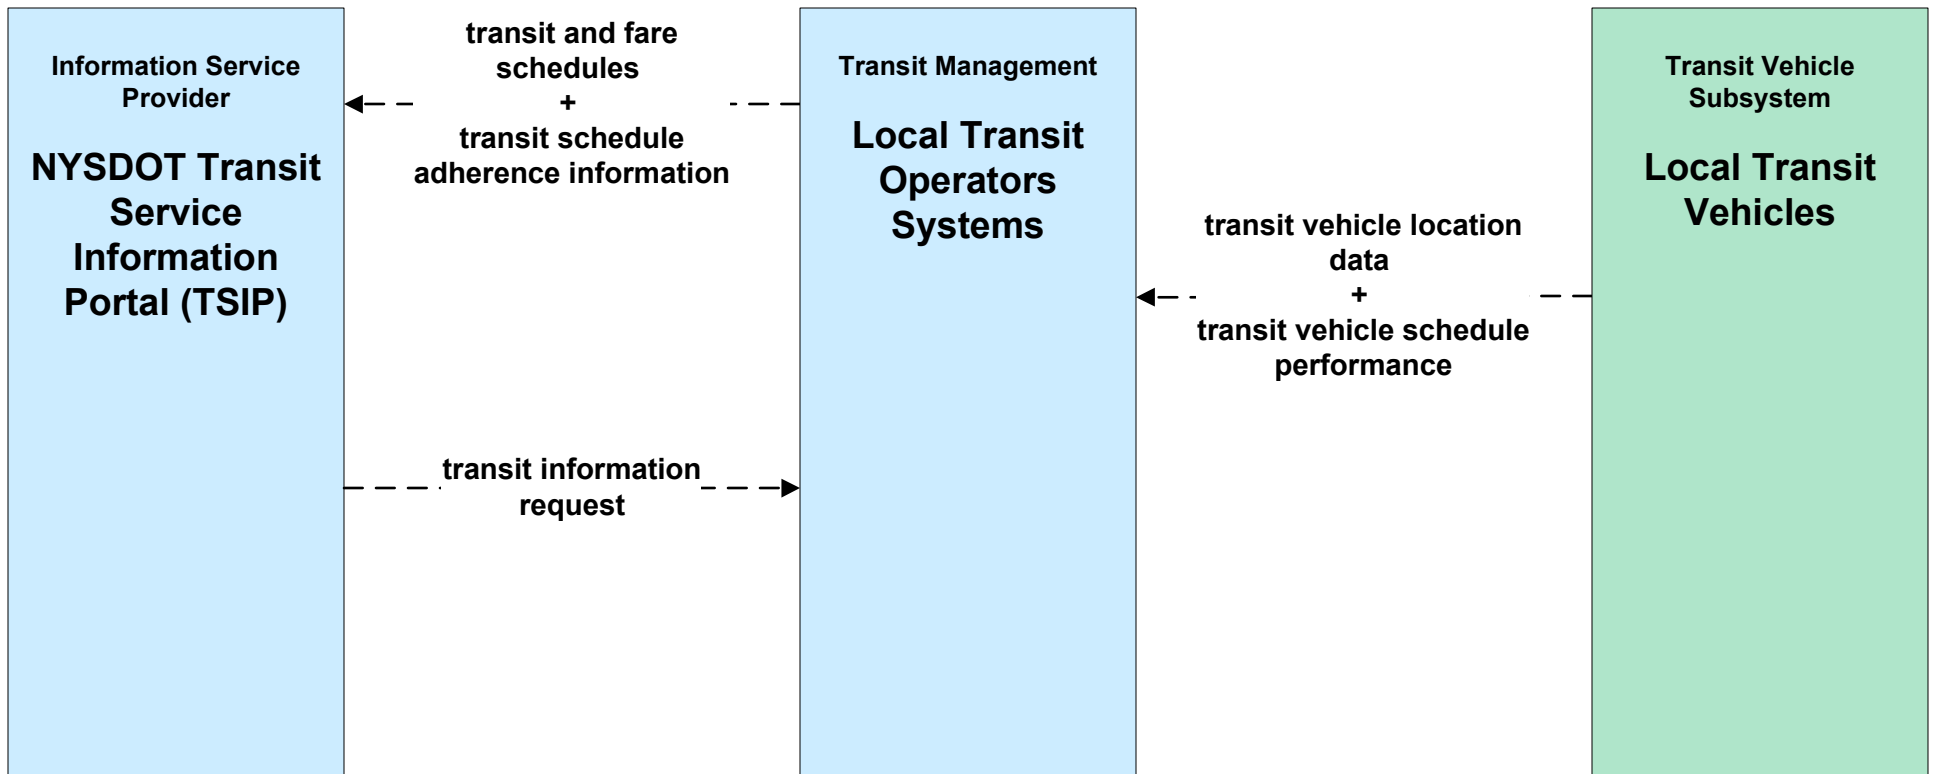 Information Service
Provider
NYSDOT Transit
Service
Information
Portal (TSIP)
transit and fare
schedules
+
transit schedule
adherence information
transit information
request
Transit Management
Local Transit
Operators
Systems
transit vehicle location
data
+
transit vehicle schedule
performance
Transit Vehicle
Subsystem
Local Transit
Vehicles